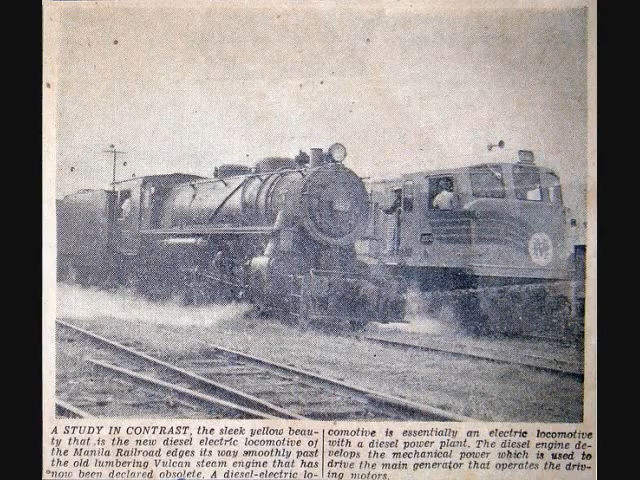 A STUDY IN CONTRAST, the sleek yellow beau-
ty that is the new diesel electric locomotive of
the Manila Railroad edges its way smoothly past
the old lumbering Vulcan steam engine that has
now been declared obsolete. A diesel-electric lo-
comotive is essentially an electric locomotive
with a diesel power plant. The diesel engine de-
velops the mechanical power which is used to
drive the main generator that operates the driv-
ing motors.